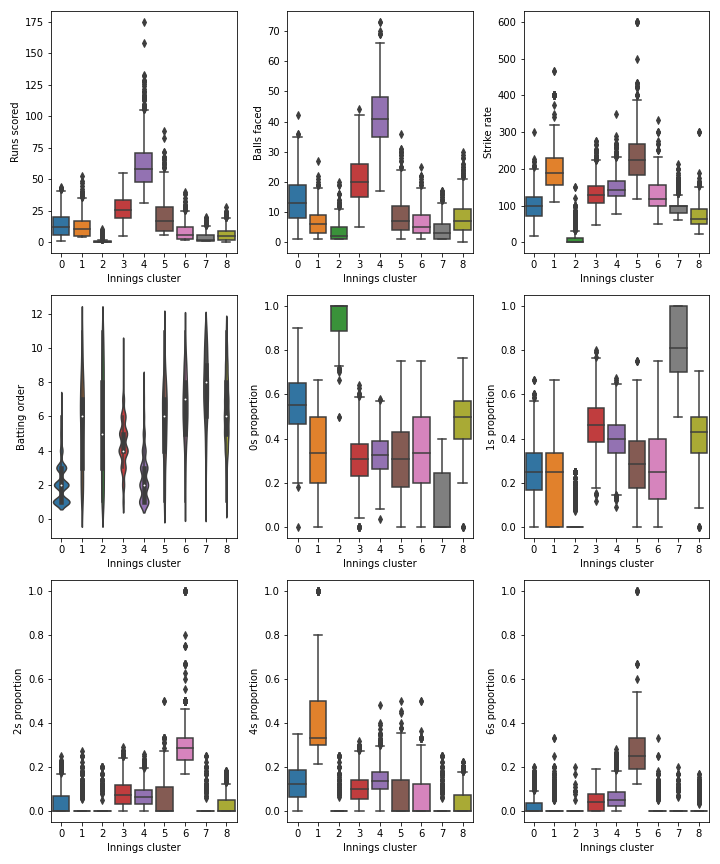 Runs scored
175
150
125
100
75
50
25
0
0 1 2 3 4 5 6 7 8
Innings cluster
Balls faced
70
60
50
40
30
20
10
0
0 1 2 3 4 5 6 7 8
Innings cluster
Strike rate
600
500
400
300
200
100
0
0 1 2 3 4 5 6 7 8
Innings cluster
Batting order
12
10
8
6
4
2
0
0 1 2 3 4 5 6 7 8
Innings cluster
0s proportion
1.0
0.8
0.6
0.4
0.2
0.0
0 1 2 3 4 5 6 7 8
Innings cluster
1s proportion
1.0
0.8
0.6
0.4
0.2
0.0
0 1 2 3 4 5 6 7 8
Innings cluster
2s proportion
1.0
0.8
0.6
0.4
0.2
0.0
0 1 2 3 4 5 6 7 8
Innings cluster
4s proportion
1.0
0.8
0.6
0.4
0.2
0.0
0 1 2 3 4 5 6 7 8
Innings cluster
6s proportion
1.0
0.8
0.6
0.4
0.2
0.0
0 1 2 3 4 5 6 7 8
Innings cluster